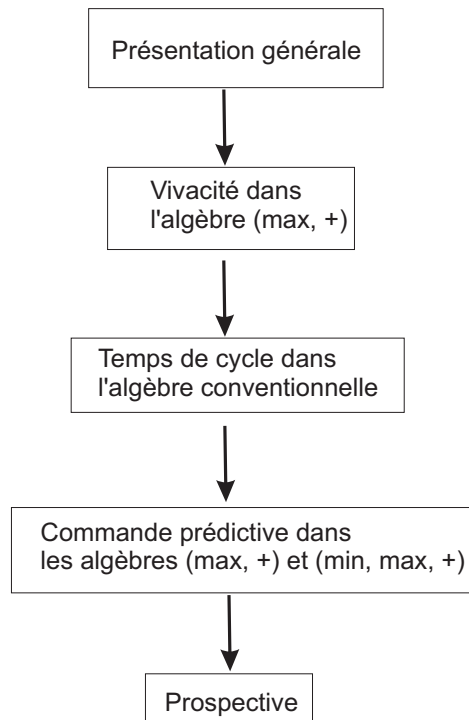 Présentation générale
Vivacité dans
l'algèbre (max, +)
Temps de cycle dans
l'algèbre conventionnelle
Commande prédictive dans
les algèbres (max, +) et (min, max, +)
Prospective